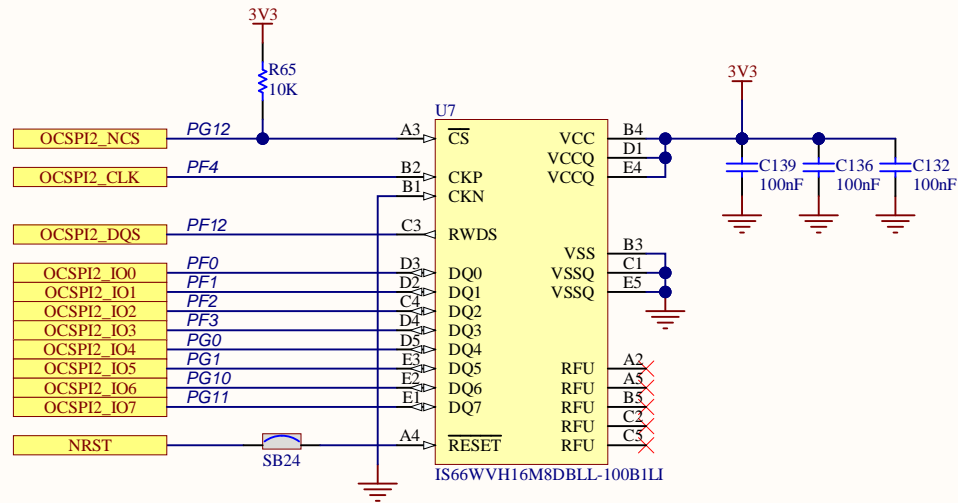 3V3
R65
10K
U7
3V3
OCSPI2_NCS PG12 A3 CS VCC B4
VCCQ D1
OCSPI2_CLK PF4 B2 CKP VCCQ E4
B1 CKN
C139 100nF
C136 100nF
C132 100nF
OCSPI2_DQS PF12 C3 RWDS
VSS B3
OCSPI2_IO0 PF0 D3 DQ0 VSSQ C1
OCSPI2_IO1 PF1 D2 DQ1 VSSQ E5
OCSPI2_IO2 PF2 C4 DQ2
OCSPI2_IO3 PF3 D4 DQ3
OCSPI2_IO4 PG0 D5 DQ4
OCSPI2_IO5 PG1 E3 DQ5 RFU A2
OCSPI2_IO6 PG10 E2 DQ6 RFU A5
OCSPI2_IO7 PG11 E1 DQ7 RFU B5
RFU C2
NRST A4 RESET RFU C5
SB24
IS66WVH16M8DBLL-100B1LI